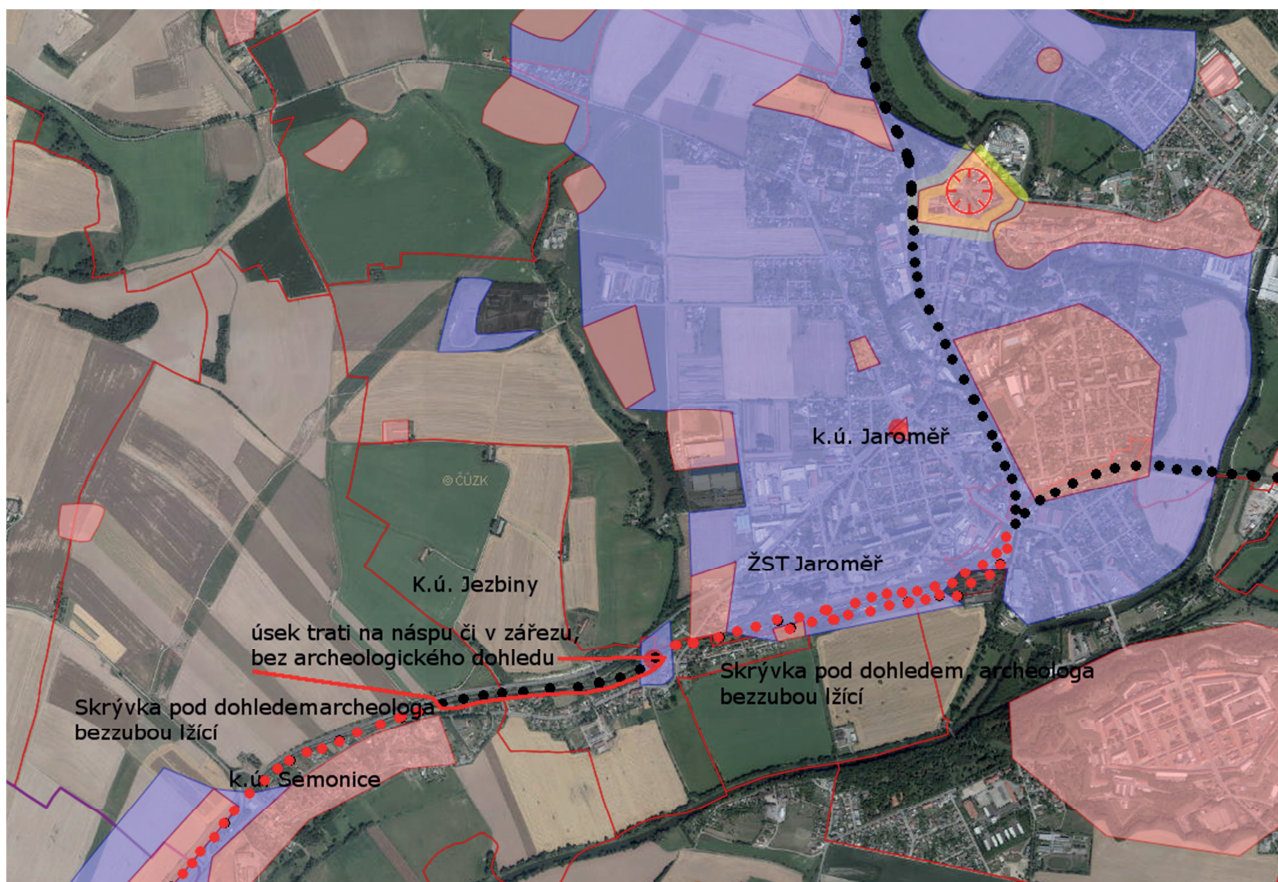 k.ú. Jaroměř
© ČÚZK
ŽST Jaroměř
K.ú. Jezbiny
úsek trati na náspu či v zářezu,
bez archeologického dohledu
Skrývka pod dohledem, archeologa
bezzubou lžící
Skrývka pod dohledemarcheologa
bezzubou lžící
k.ú. Semonice